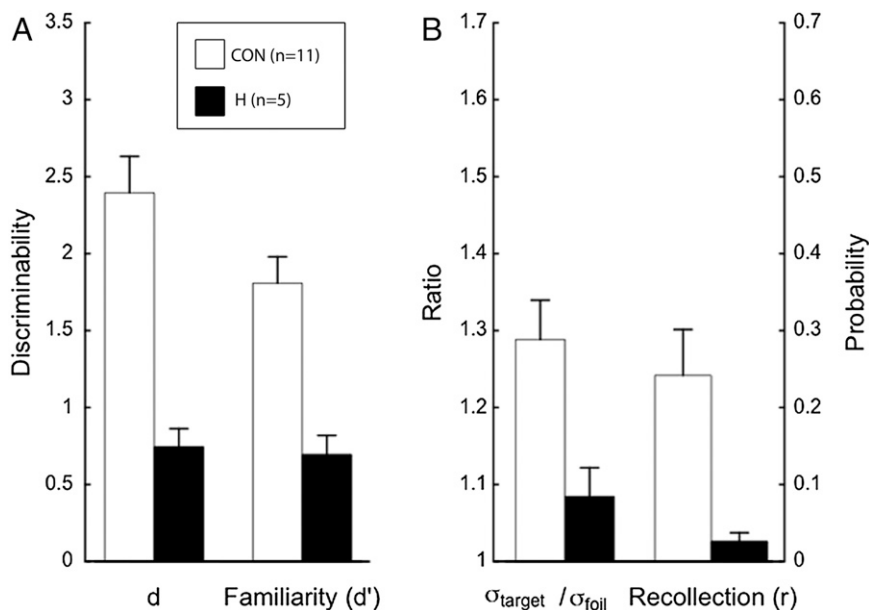 A
3.5
3
2.5
2
1.5
1
0.5
0
Discriminability
CON (n=11)
H (n=5)
d
Familiarity (d')
B
1.7
1.6
1.5
1.4
1.3
1.2
1.1
1
Ratio
0.7
0.6
0.5
0.4
0.3
0.2
0.1
0
Probability
σtarget / σfoil
Recollection (r)